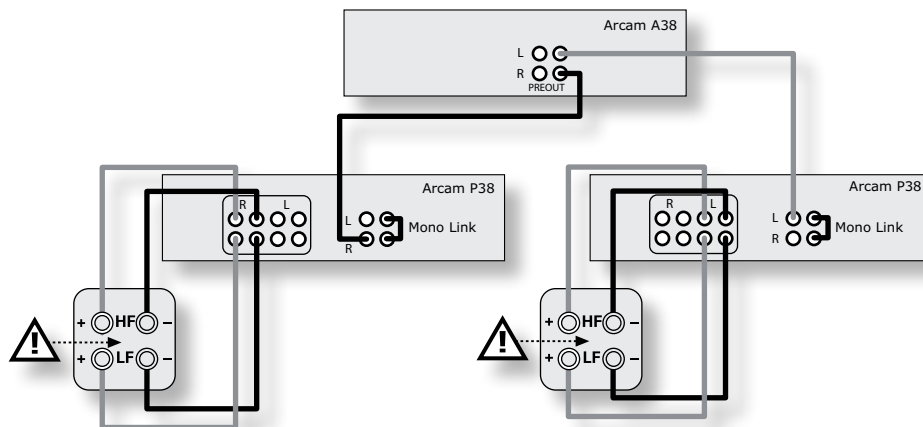 Arcam A38
L
R
PREOUT
Arcam P38
R L
L
Mono Link
R
+ HF –
+ LF –
!
Arcam P38
R L
L
Mono Link
R
+ HF –
+ LF –
!